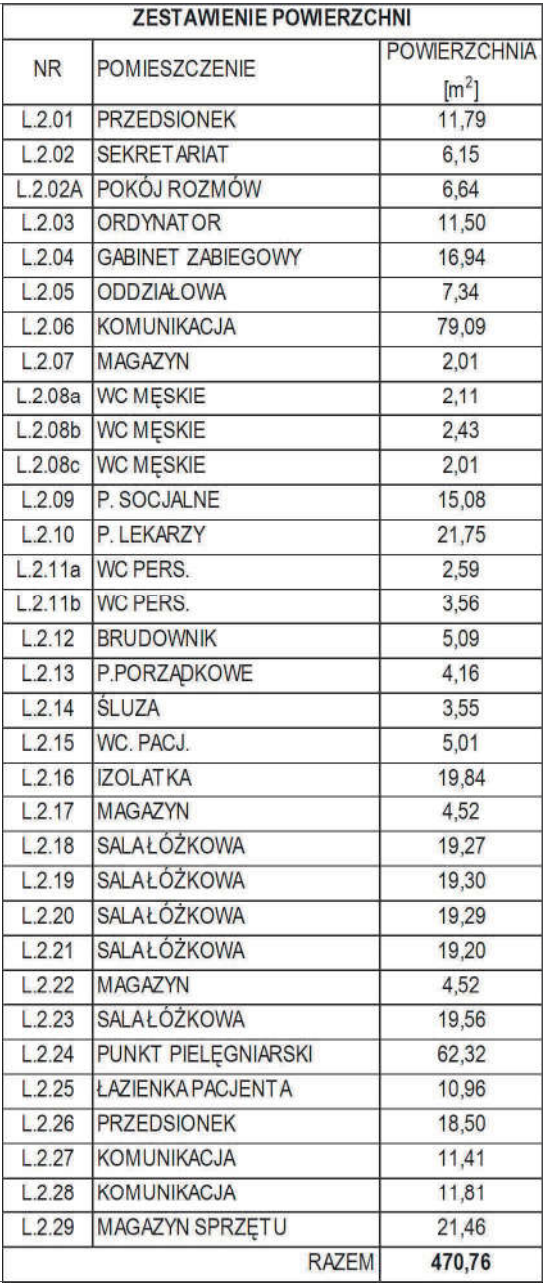 ZESTAWIENIE POWIERZCHNI
NR POMIESZCZENIE POWIERZCHNIA [m²]
L.2.01 PRZEDSIONEK 11,79
L.2.02 SEKRETARIAT 6,15
L.2.02A POKÓJ ROZMÓW 6,64
L.2.03 ORDYNATOR 11,50
L.2.04 GABINET ZABIEGOWY 16,94
L.2.05 ODDZIAŁOWA 7,34
L.2.06 KOMUNIKACJA 79,09
L.2.07 MAGAZYN 2,01
L.2.08a WC MĘSKIE 2,11
L.2.08b WC MĘSKIE 2,43
L.2.08c WC MĘSKIE 2,01
L.2.09 P. SOCJALNE 15,08
L.2.10 P. LEKARZY 21,75
L.2.11a WC PERS. 2,59
L.2.11b WC PERS. 3,56
L.2.12 BRUDOWNIK 5,09
L.2.13 P.PORZĄDKOWE 4,16
L.2.14 ŚLUZA 3,55
L.2.15 WC. PACJ. 5,01
L.2.16 IZOLATKA 19,84
L.2.17 MAGAZYN 4,52
L.2.18 SALA ŁÓŻKOWA 19,27
L.2.19 SALA ŁÓŻKOWA 19,30
L.2.20 SALA ŁÓŻKOWA 19,29
L.2.21 SALA ŁÓŻKOWA 19,20
L.2.22 MAGAZYN 4,52
L.2.23 SALA ŁÓŻKOWA 19,56
L.2.24 PUNKT PIELĘGNIARSKI 62,32
L.2.25 ŁAZIENKA PACJENTA 10,96
L.2.26 PRZEDSIONEK 18,50
L.2.27 KOMUNIKACJA 11,41
L.2.28 KOMUNIKACJA 11,81
L.2.29 MAGAZYN SPRZĘTU 21,46
RAZEM 470,76